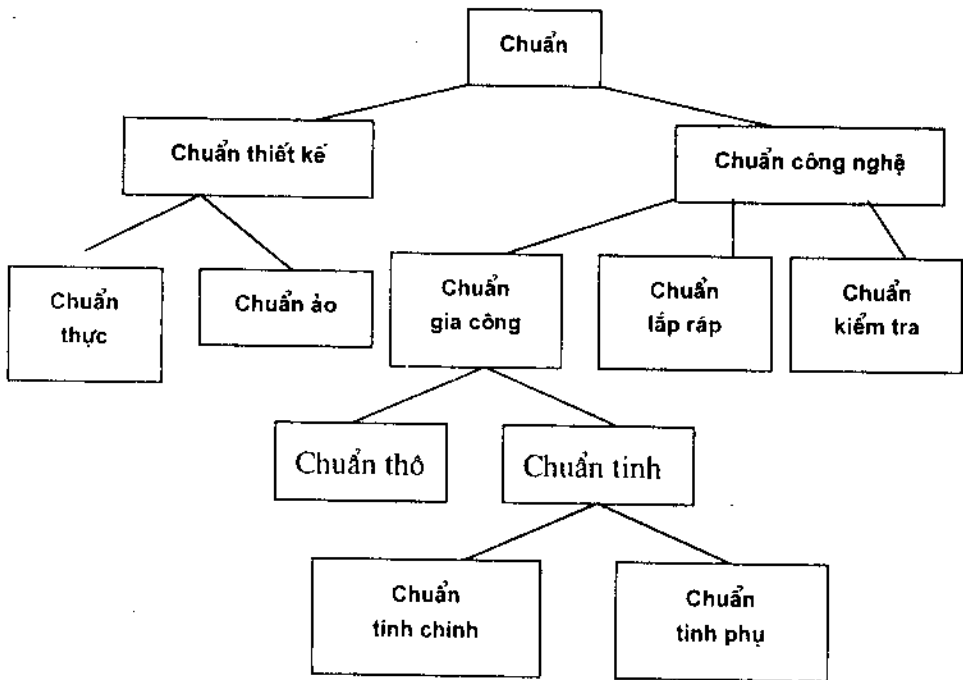 Chuẩn
Chuẩn thiết kế
Chuẩn công nghệ
Chuẩn
thực
Chuẩn ảo
Chuẩn
gia công
Chuẩn
lắp ráp
Chuẩn
kiểm tra
Chuẩn thô
Chuẩn tinh
Chuẩn
tinh chinh
Chuẩn
tinh phụ